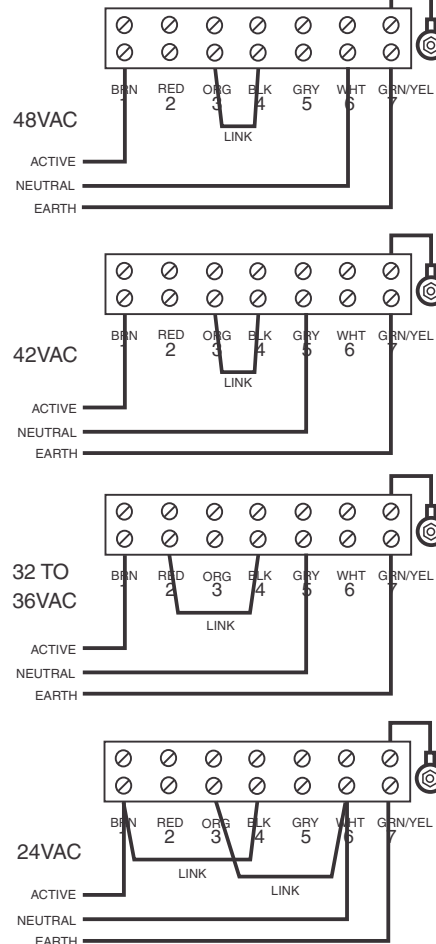 BRN RED ORG BLK GRY WHT GRN/YEL
1 2 3 4 5 6 7
48VAC
LINK
ACTIVE
NEUTRAL
EARTH
BRN RED ORG BLK GRY WHT GRN/YEL
1 2 3 4 5 6 7
42VAC
LINK
ACTIVE
NEUTRAL
EARTH
BRN RED ORG BLK GRY WHT GRN/YEL
1 2 3 4 5 6 7
32 TO
36VAC
LINK
ACTIVE
NEUTRAL
EARTH
BRN RED ORG BLK GRY WHT GRN/YEL
1 2 3 4 5 6 7
24VAC
LINK
LINK
ACTIVE
NEUTRAL
EARTH